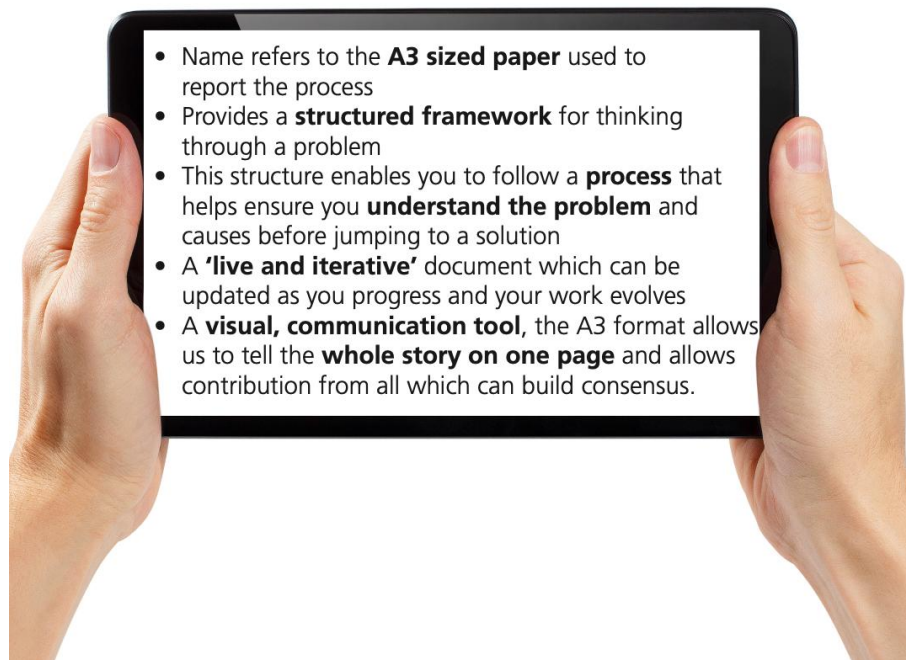 • Name refers to the A3 sized paper used to
report the process
• Provides a structured framework for thinking
through a problem
• This structure enables you to follow a process that
helps ensure you understand the problem and
causes before jumping to a solution
• A ‘live and iterative’ document which can be
updated as you progress and your work evolves
• A visual, communication tool, the A3 format allows
us to tell the whole story on one page and allows
contribution from all which can build consensus.